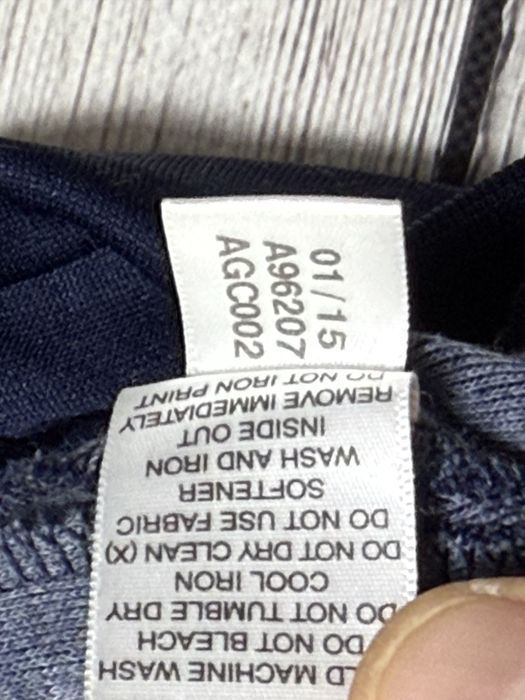 01/15
A96207
AGC002
LD MACHINE WASH
DO NOT BLEACH
DO NOT TUMBLE DRY
COOL IRON
DO NOT DRY CLEAN (X)
DO NOT USE FABRIC
SOFTENER
WASH AND IRON
INSIDE OUT
REMOVE IMMEDIATELY
DO NOT IRON PRINT